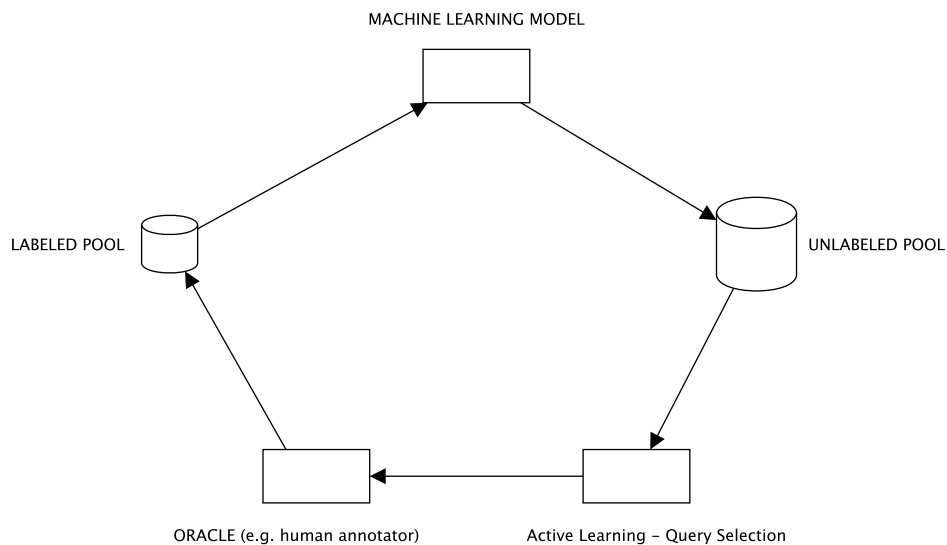 MACHINE LEARNING MODEL
LABELED POOL
UNLABELED POOL
ORACLE (e.g. human annotator)
Active Learning – Query Selection